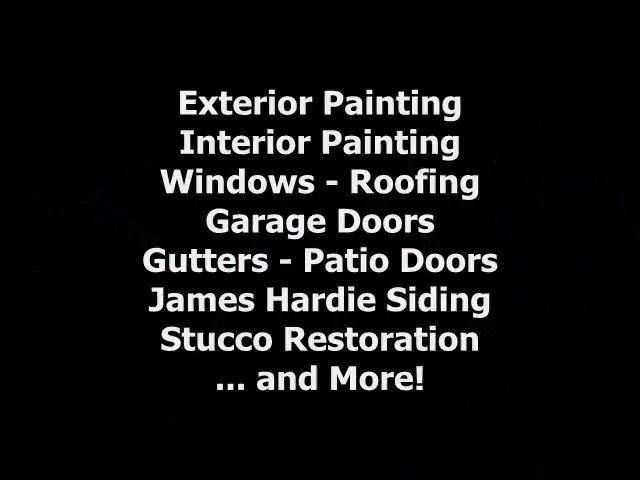 Exterior Painting
Interior Painting
Windows - Roofing
Garage Doors
Gutters - Patio Doors
James Hardie Siding
Stucco Restoration
... and More!